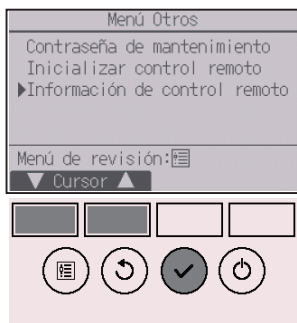 Menú Otros
Contraseña de mantenimiento
Inicializar control remoto
▶Información de control remoto
Menú de revisión:
▼ Cursor ▲